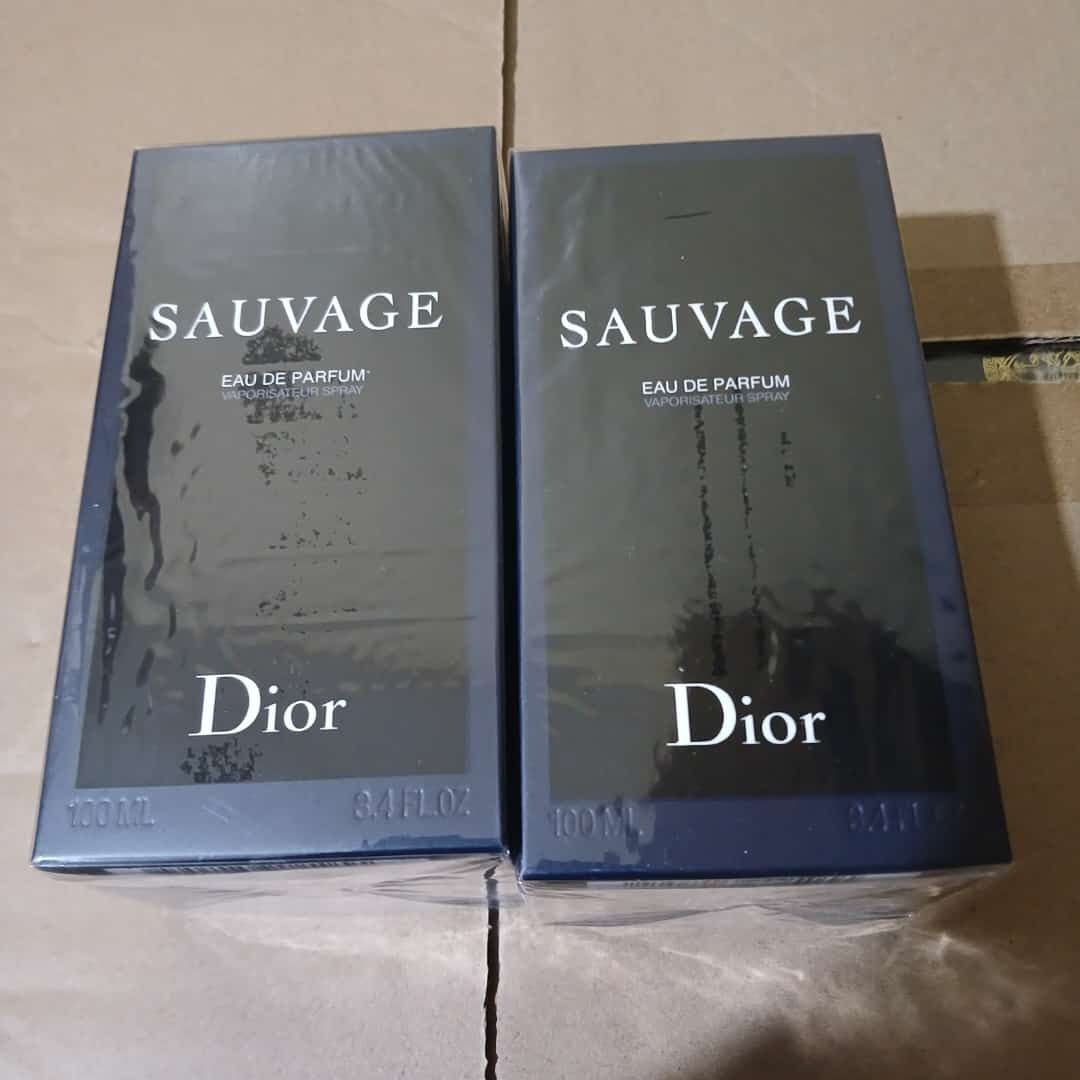 SAUVAGE
EAU DE PARFUM
VAPORISATEUR SPRAY
Dior
100 ML 3.4 FL.OZ
SAUVAGE
EAU DE PARFUM
VAPORISATEUR SPRAY
Dior
100 ML